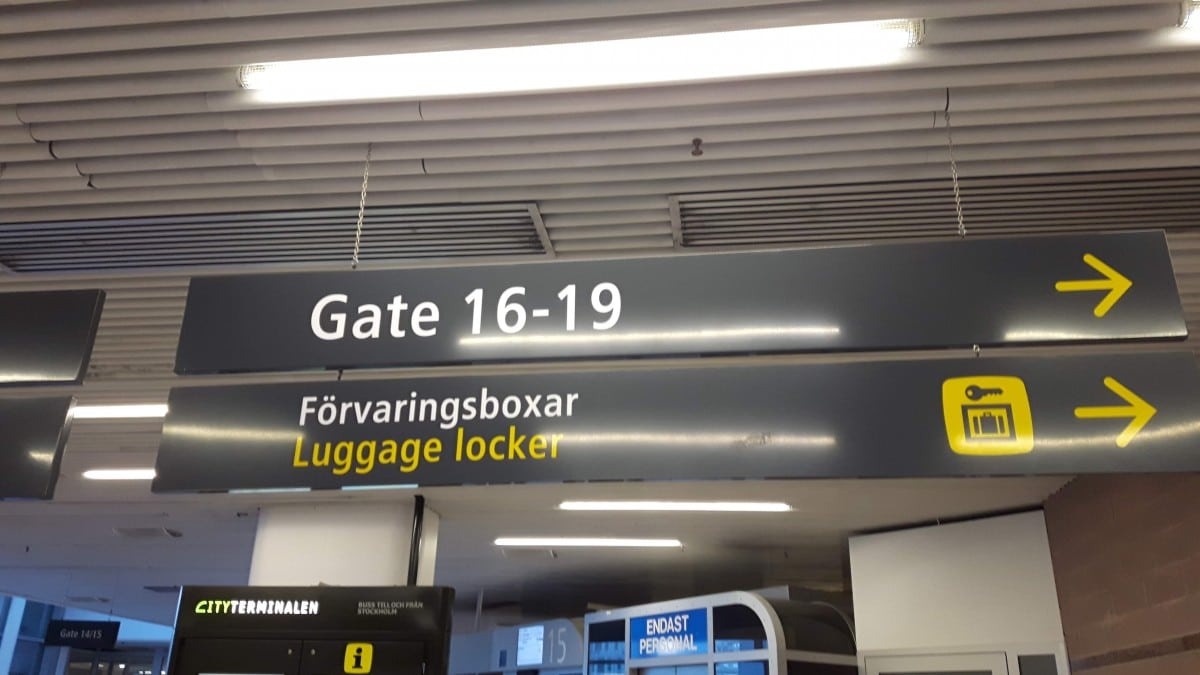 Gate 16-19
Förvaringsboxar
Luggage locker
CITYTERMINALEN
BUSS TILL OCH FRÅN
STOCKHOLM
i
Gate 14/15
15
ENDAST
PERSONAL